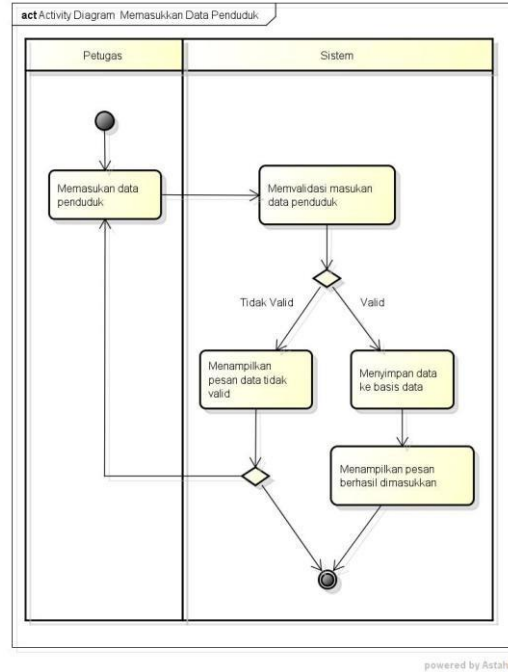 act Activity Diagram Memasukkan Data Penduduk
Petugas
Sistem
Memasukan data
penduduk
Memvalidasi masukan
data penduduk
Tidak Valid
Valid
Menampilkan
pesan data tidak
valid
Menyimpan data
ke basis data
Menampilkan pesan
berhasil dimasukkan
powered by Astah